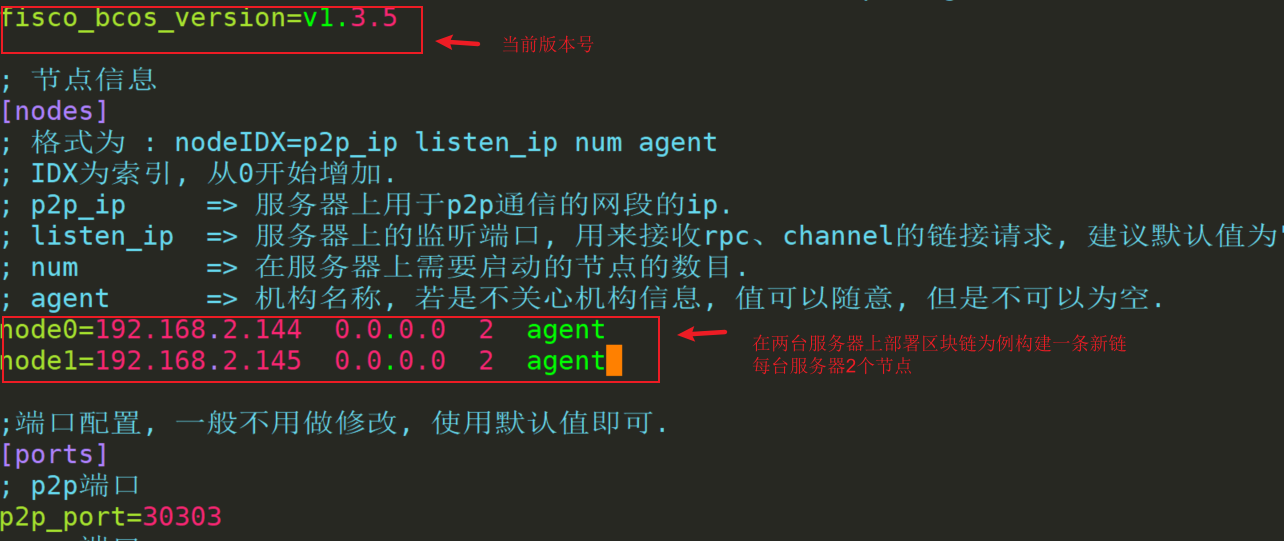 fisco_bcos_version=v1.3.5
当前版本号
; 节点信息
[nodes]
; 格式为 : nodeIDX=p2p_ip listen_ip num agent
; IDX为索引, 从0开始增加.
; p2p_ip => 服务器上用于p2p通信的网段的ip.
; listen_ip => 服务器上的监听端口, 用来接收rpc、channel的链接请求, 建议默认值为"
; num => 在服务器上需要启动的节点的数目.
; agent => 机构名称, 若是不关心机构信息, 值可以随意, 但是不可以为空.
node0=192.168.2.144 0.0.0.0 2 agent
node1=192.168.2.145 0.0.0.0 2 agent
在两台服务器上部署区块链为例构建一条新链
每台服务器2个节点
;端口配置, 一般不用做修改, 使用默认值即可.
[ports]
; p2p端口
p2p_port=30303